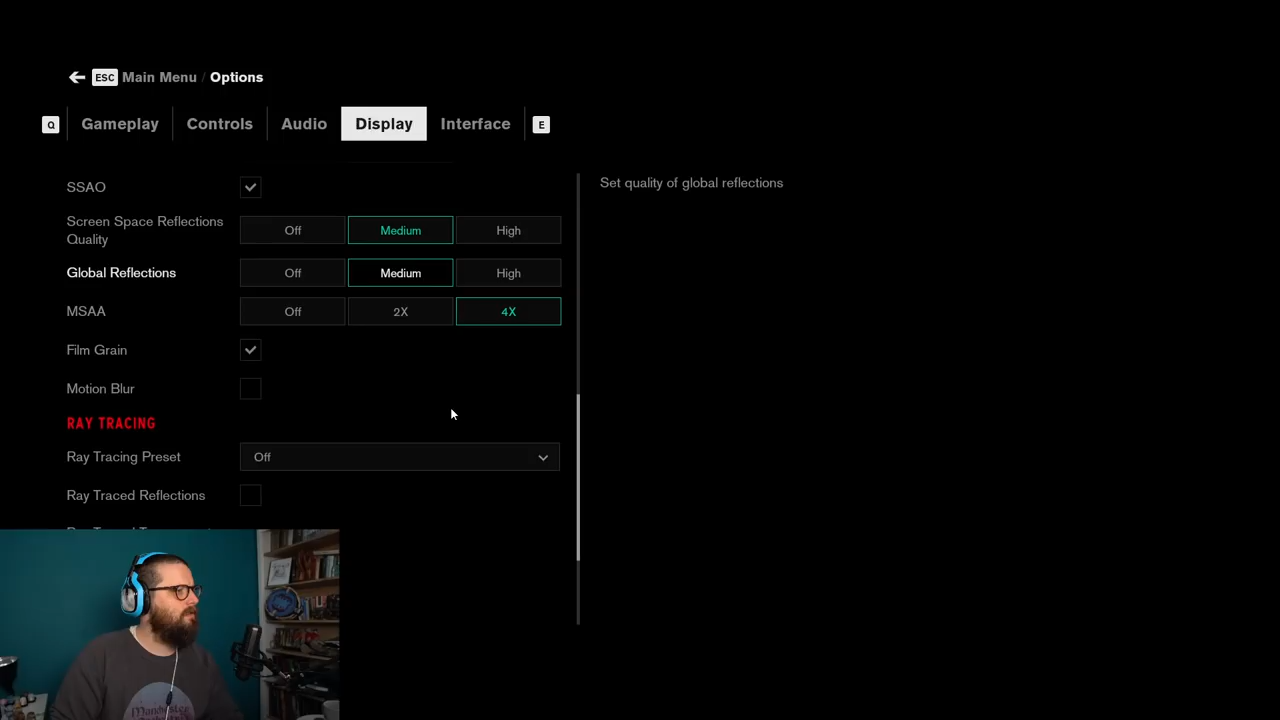 ESC Main Menu / Options
Q Gameplay Controls Audio Display Interface E
SSAO
Set quality of global reflections
Screen Space Reflections
Quality
Off Medium High
Global Reflections Off Medium High
MSAA Off 2X 4X
Film Grain
Motion Blur
RAY TRACING
Ray Tracing Preset Off
Ray Traced Reflections
Manchester